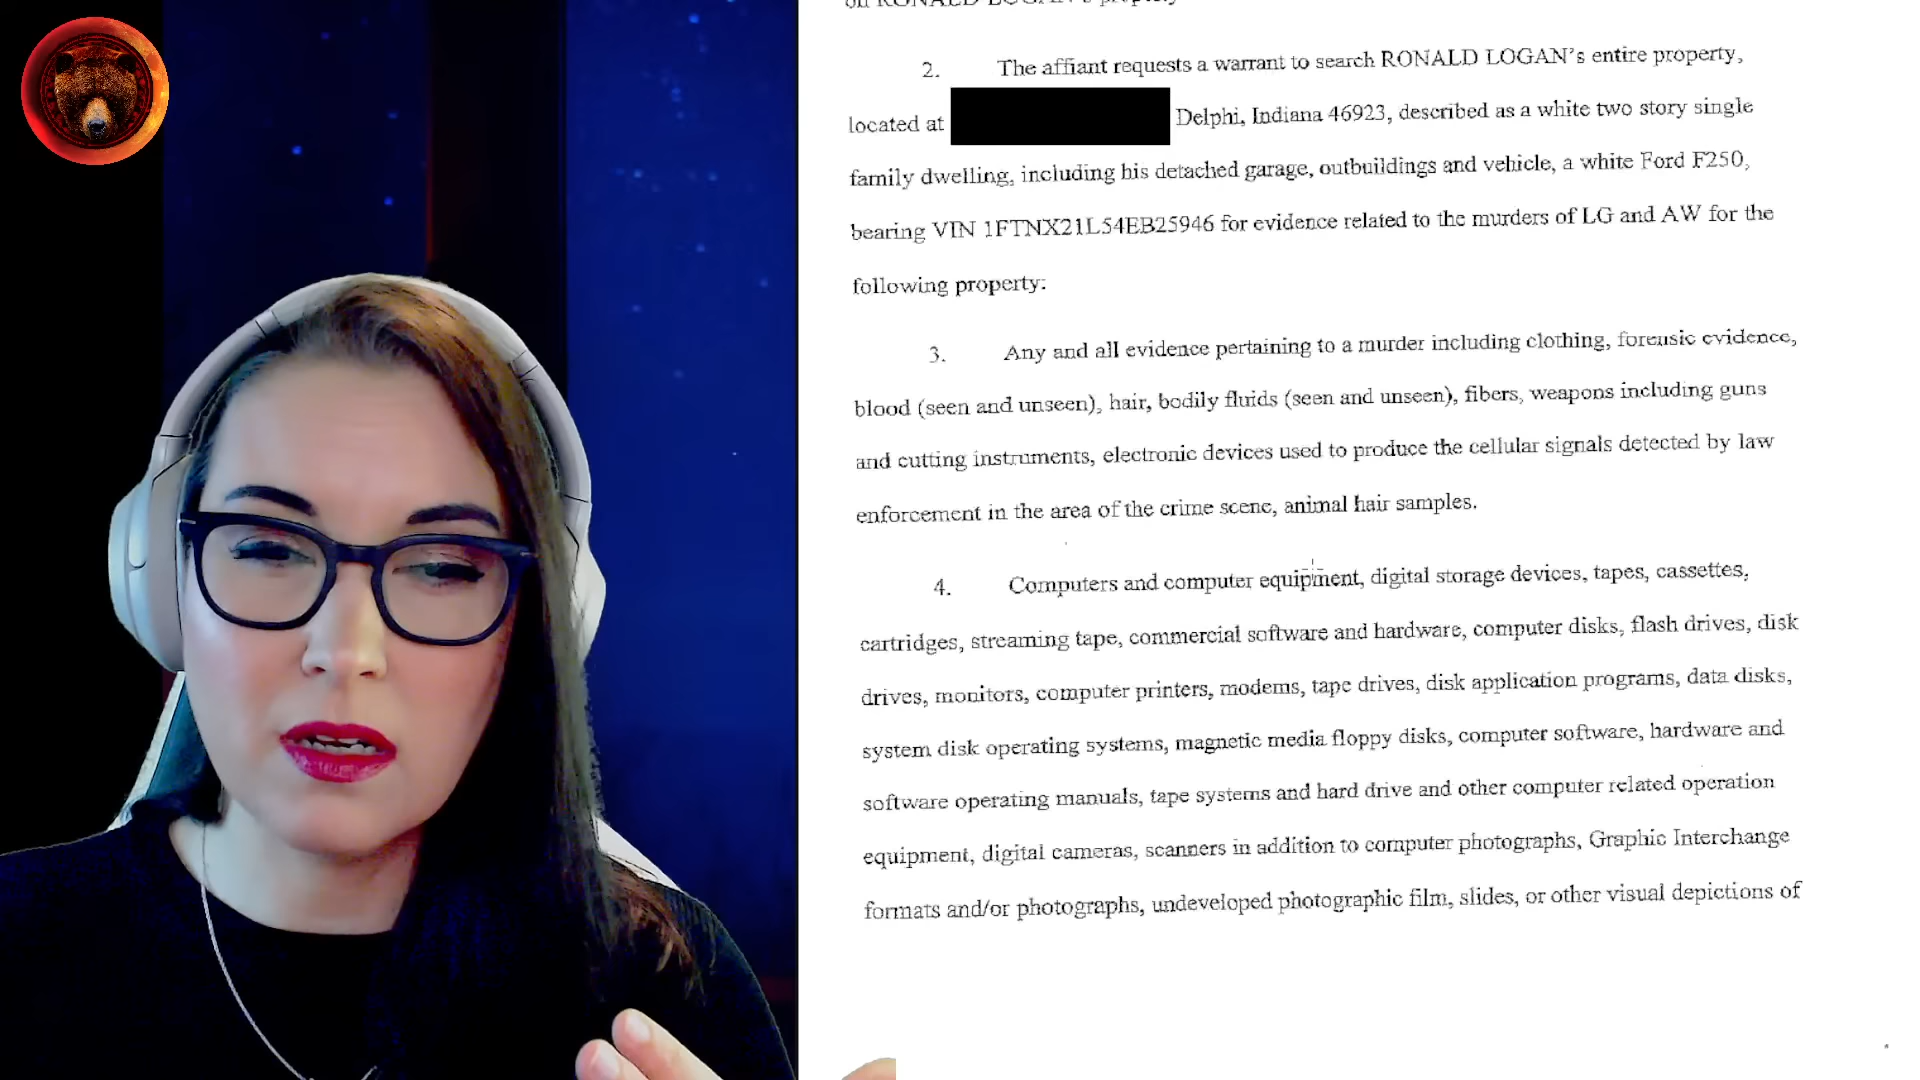 on RONALD LOGAN's property
2. The affiant requests a warrant to search RONALD LOGAN's entire property,
located at Delphi, Indiana 46923, described as a white two story single
family dwelling, including his detached garage, outbuildings and vehicle, a white Ford F250,
bearing VIN 1FTNX21L54EB25946 for evidence related to the murders of LG and AW for the
following property:
3. Any and all evidence pertaining to a murder including clothing, forensic evidence,
blood (seen and unseen), hair, bodily fluids (seen and unseen), fibers, weapons including guns
and cutting instruments, electronic devices used to produce the cellular signals detected by law
enforcement in the area of the crime scene, animal hair samples.
4. Computers and computer equipment, digital storage devices, tapes, cassettes,
cartridges, streaming tape, commercial software and hardware, computer disks, flash drives, disk
drives, monitors, computer printers, modems, tape drives, disk application programs, data disks,
system disk operating systems, magnetic media floppy disks, computer software, hardware and
software operating manuals, tape systems and hard drive and other computer related operation
equipment, digital cameras, scanners in addition to computer photographs, Graphic Interchange
formats and/or photographs, undeveloped photographic film, slides, or other visual depictions of